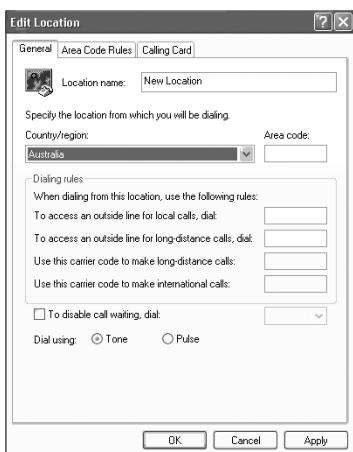 Edit Location
General Area Code Rules Calling Card
Location name: New Location
Specify the location from which you will be dialing.
Country/region: Area code:
Australia
Dialing rules
When dialing from this location, use the following rules:
To access an outside line for local calls, dial:
To access an outside line for long-distance calls, dial:
Use this carrier code to make long-distance calls:
Use this carrier code to make international calls:
To disable call waiting, dial:
Dial using: Tone Pulse
OK Cancel Apply